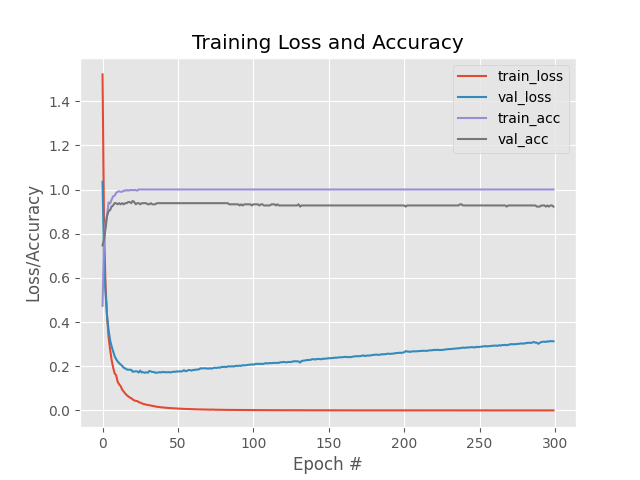 Training Loss and Accuracy
train_loss
val_loss
train_acc
val_acc
Loss/Accuracy
1.4
1.2
1.0
0.8
0.6
0.4
0.2
0.0
0 50 100 150 200 250 300
Epoch #